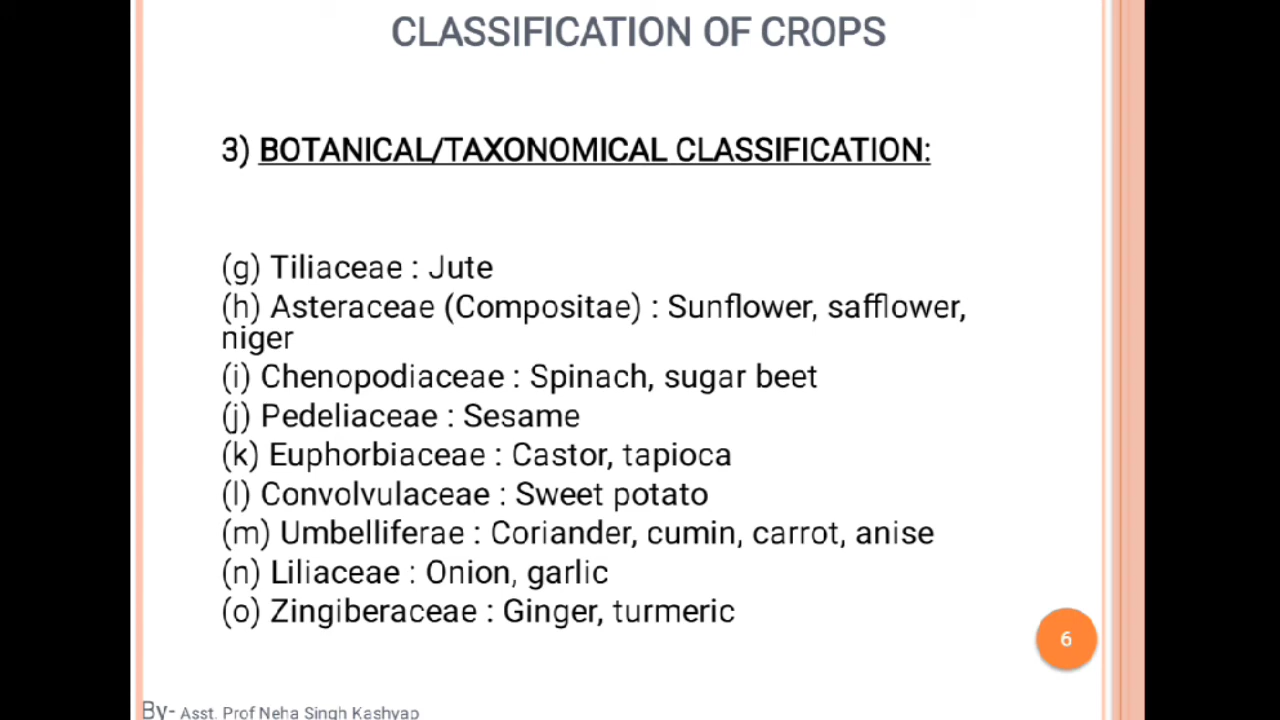 CLASSIFICATION OF CROPS
3) BOTANICAL/TAXONOMICAL CLASSIFICATION:
(g) Tiliaceae : Jute
(h) Asteraceae (Compositae) : Sunflower, safflower,
niger
(i) Chenopodiaceae : Spinach, sugar beet
(j) Pedeliaceae : Sesame
(k) Euphorbiaceae : Castor, tapioca
(l) Convolvulaceae : Sweet potato
(m) Umbelliferae : Coriander, cumin, carrot, anise
(n) Liliaceae : Onion, garlic
(o) Zingiberaceae : Ginger, turmeric
6
By- Asst. Prof Neha Singh Kashyap